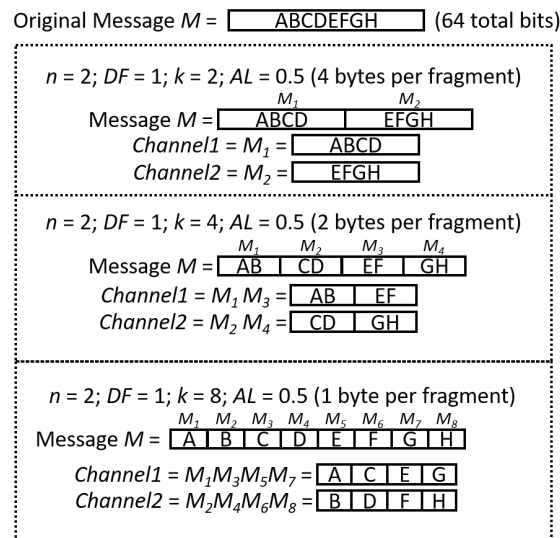 Original Message M = ABCDEFGH (64 total bits)
n = 2; DF = 1; k = 2; AL = 0.5 (4 bytes per fragment)
M₁ M₂
Message M = ABCD EFGH
Channel1 = M₁ = ABCD
Channel2 = M₂ = EFGH
n = 2; DF = 1; k = 4; AL = 0.5 (2 bytes per fragment)
M₁ M₂ M₃ M₄
Message M = AB CD EF GH
Channel1 = M₁ M₃ = AB EF
Channel2 = M₂ M₄ = CD GH
n = 2; DF = 1; k = 8; AL = 0.5 (1 byte per fragment)
M₁ M₂ M₃ M₄ M₅ M₆ M₇ M₈
Message M = A B C D E F G H
Channel1 = M₁M₃M₅M₇ = A C E G
Channel2 = M₂M₄M₆M₈ = B D F H